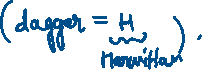 (dagger = H
Hermitian).